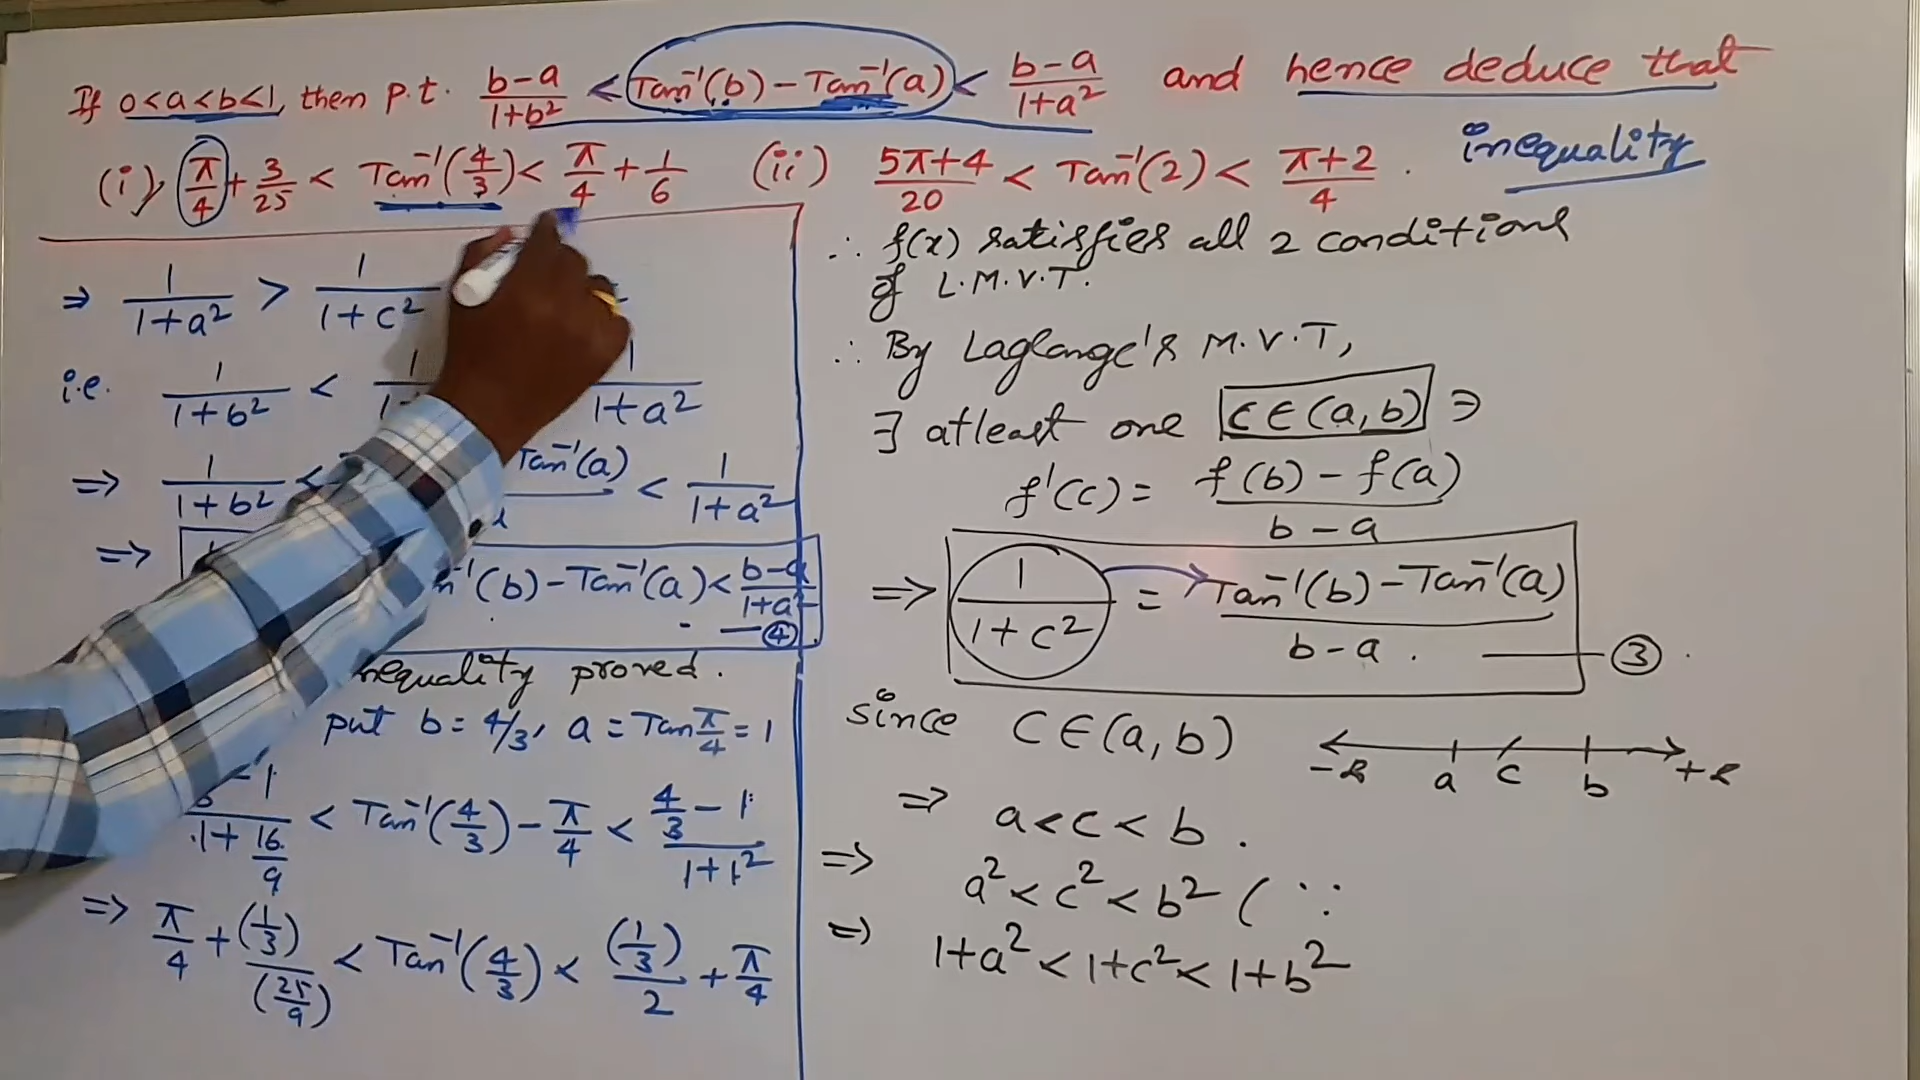 If 0<a<b<1, then p.t. (b-a)/(1+b²) < Tan⁻¹(b) - Tan⁻¹(a) < (b-a)/(1+a²) and hence deduce that
inequality
(i) π/4 + 3/25 < Tan⁻¹(4/3) < π/4 + 1/6 (ii) (5π+4)/20 < Tan⁻¹(2) < (π+2)/4 .
⇒ 1/(1+a²) > 1/(1+c²)
i.e. 1/(1+b²) < 1/(1+a²)
⇒ 1/(1+b²) < Tan⁻¹(a) < 1/(1+a²)
⇒ ⁻¹(b) - Tan⁻¹(a) < (b-a)/(1+a²)
— ④
proved.
put b = 4/3, a = Tan π/4 = 1
1+16/9 < Tan⁻¹(4/3) - π/4 < (4/3 - 1)/(1+1²)
⇒ π/4 + (1/3)/(25/9) < Tan⁻¹(4/3) < (1/3)/2 + π/4
∴ f(x) satisfies all 2 conditions
of L.M.V.T.
∴ By Lagrange's M.V.T,
∃ atleast one c∈(a,b) ∋
f'(c) = (f(b) - f(a))/(b-a)
⇒ 1/(1+c²) = (Tan⁻¹(b) - Tan⁻¹(a))/(b-a) . — ③
since c∈(a,b)
a c b
⇒ a<c<b .
⇒ a²<c²<b² (∵
⇒ 1+a²<1+c²<1+b²